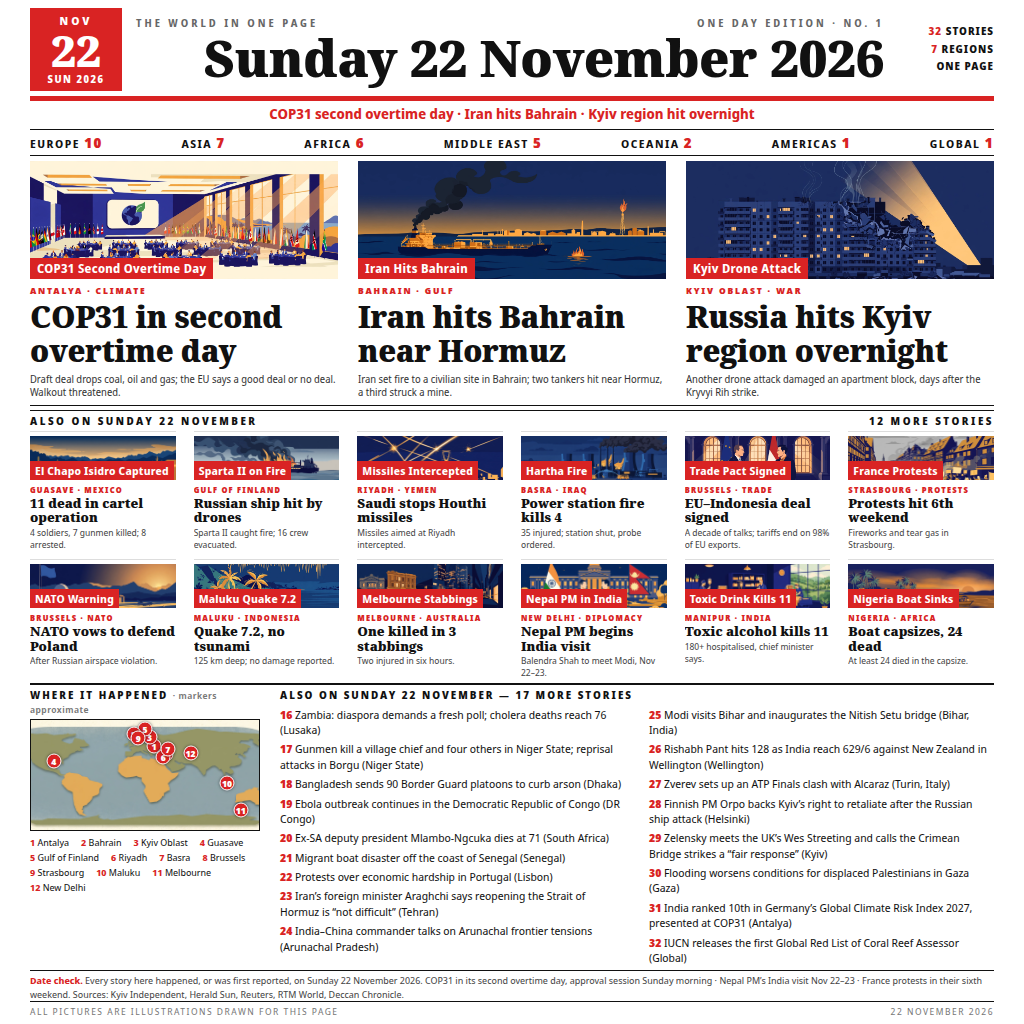 NOV
22
SUN 2026
THE WORLD IN ONE PAGE
ONE DAY EDITION · NO. 1
Sunday 22 November 2026
32 STORIES
7 REGIONS
ONE PAGE
COP31 second overtime day · Iran hits Bahrain · Kyiv region hit overnight
EUROPE 10 ASIA 7 AFRICA 6 MIDDLE EAST 5 OCEANIA 2 AMERICAS 1 GLOBAL 1
COP31 Second Overtime Day
ANTALYA · CLIMATE
COP31 in second
overtime day
Draft deal drops coal, oil and gas; the EU says a good deal or no deal.
Walkout threatened.
Iran Hits Bahrain
BAHRAIN · GULF
Iran hits Bahrain
near Hormuz
Iran set fire to a civilian site in Bahrain; two tankers hit near Hormuz,
a third struck a mine.
Kyiv Drone Attack
KYIV OBLAST · WAR
Russia hits Kyiv
region overnight
Another drone attack damaged an apartment block, days after the
Kryvyi Rih strike.
ALSO ON SUNDAY 22 NOVEMBER
12 MORE STORIES
El Chapo Isidro Captured
GUASAVE · MEXICO
11 dead in cartel
operation
4 soldiers, 7 gunmen killed; 8
arrested.
Sparta II on Fire
GULF OF FINLAND
Russian ship hit by
drones
Sparta II caught fire; 16 crew
evacuated.
Missiles Intercepted
RIYADH · YEMEN
Saudi stops Houthi
missiles
Missiles aimed at Riyadh
intercepted.
Hartha Fire
BASRA · IRAQ
Power station fire
kills 4
35 injured; station shut, probe
ordered.
Trade Pact Signed
BRUSSELS · TRADE
EU–Indonesia deal
signed
A decade of talks; tariffs end on 98%
of EU exports.
France Protests
STRASBOURG · PROTESTS
Protests hit 6th
weekend
Fireworks and tear gas in
Strasbourg.
NATO Warning
BRUSSELS · NATO
NATO vows to defend
Poland
After Russian airspace violation.
Maluku Quake 7.2
MALUKU · INDONESIA
Quake 7.2, no
tsunami
125 km deep; no damage reported.
Melbourne Stabbings
MELBOURNE · AUSTRALIA
One killed in 3
stabbings
Two injured in six hours.
Nepal PM in India
NEW DELHI · DIPLOMACY
Nepal PM begins
India visit
Balendra Shah to meet Modi, Nov
22–23.
Toxic Drink Kills 11
MANIPUR · INDIA
Toxic alcohol kills 11
180+ hospitalised, chief minister
says.
Nigeria Boat Sinks
NIGERIA · AFRICA
Boat capsizes, 24
dead
At least 24 died in the capsize.
WHERE IT HAPPENED · markers
approximate
5
9
3
1
7
6
12
4
10
11
1 Antalya 2 Bahrain 3 Kyiv Oblast 4 Guasave
5 Gulf of Finland 6 Riyadh 7 Basra 8 Brussels
9 Strasbourg 10 Maluku 11 Melbourne
12 New Delhi
ALSO ON SUNDAY 22 NOVEMBER — 17 MORE STORIES
16 Zambia: diaspora demands a fresh poll; cholera deaths reach 76
(Lusaka)
17 Gunmen kill a village chief and four others in Niger State; reprisal
attacks in Borgu (Niger State)
18 Bangladesh sends 90 Border Guard platoons to curb arson (Dhaka)
19 Ebola outbreak continues in the Democratic Republic of Congo (DR
Congo)
20 Ex-SA deputy president Mlambo-Ngcuka dies at 71 (South Africa)
21 Migrant boat disaster off the coast of Senegal (Senegal)
22 Protests over economic hardship in Portugal (Lisbon)
23 Iran's foreign minister Araghchi says reopening the Strait of
Hormuz is “not difficult” (Tehran)
24 India–China commander talks on Arunachal frontier tensions
(Arunachal Pradesh)
25 Modi visits Bihar and inaugurates the Nitish Setu bridge (Bihar,
India)
26 Rishabh Pant hits 128 as India reach 629/6 against New Zealand in
Wellington (Wellington)
27 Zverev sets up an ATP Finals clash with Alcaraz (Turin, Italy)
28 Finnish PM Orpo backs Kyiv's right to retaliate after the Russian
ship attack (Helsinki)
29 Zelensky meets the UK's Wes Streeting and calls the Crimean
Bridge strikes a “fair response” (Kyiv)
30 Flooding worsens conditions for displaced Palestinians in Gaza
(Gaza)
31 India ranked 10th in Germany's Global Climate Risk Index 2027,
presented at COP31 (Antalya)
32 IUCN releases the first Global Red List of Coral Reef Assessor
(Global)
Date check. Every story here happened, or was first reported, on Sunday 22 November 2026. COP31 in its second overtime day, approval session Sunday morning · Nepal PM's India visit Nov 22–23 · France protests in their sixth
weekend. Sources: Kyiv Independent, Herald Sun, Reuters, RTM World, Deccan Chronicle.
ALL PICTURES ARE ILLUSTRATIONS DRAWN FOR THIS PAGE
22 NOVEMBER 2026